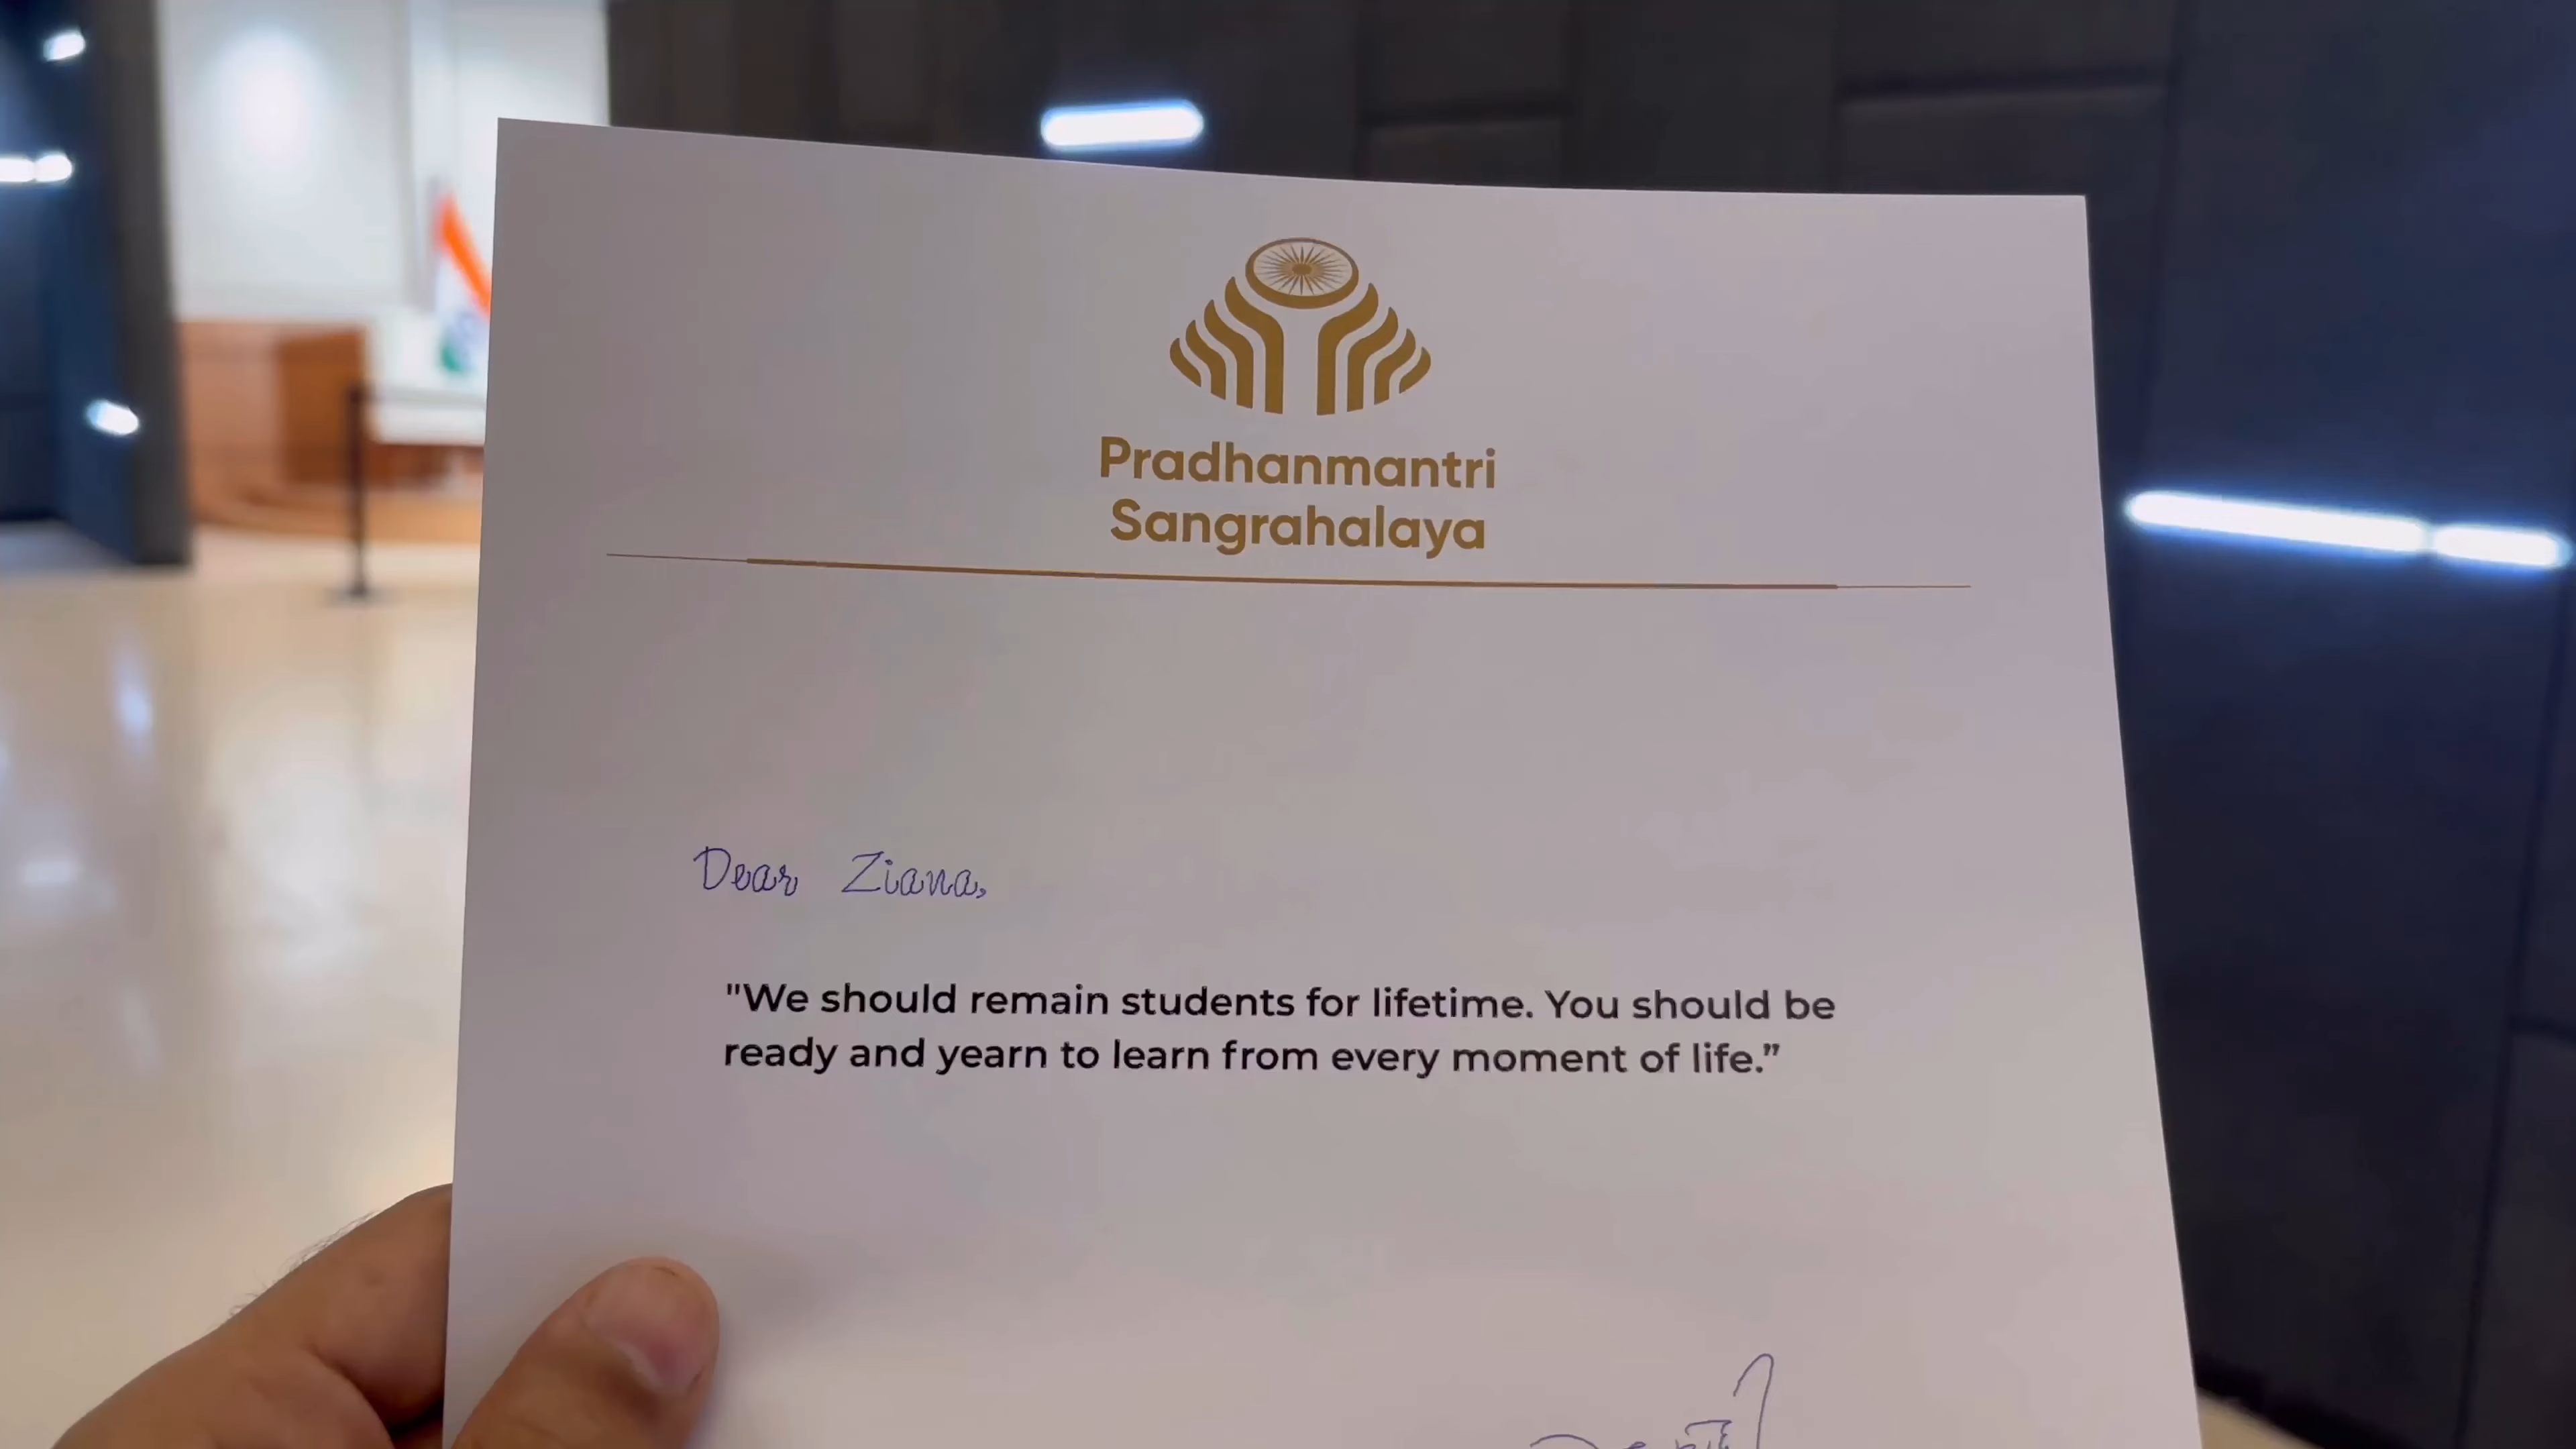 Pradhanmantri
Sangrahalaya
Dear Ziana,
"We should remain students for lifetime. You should be
ready and yearn to learn from every moment of life.”